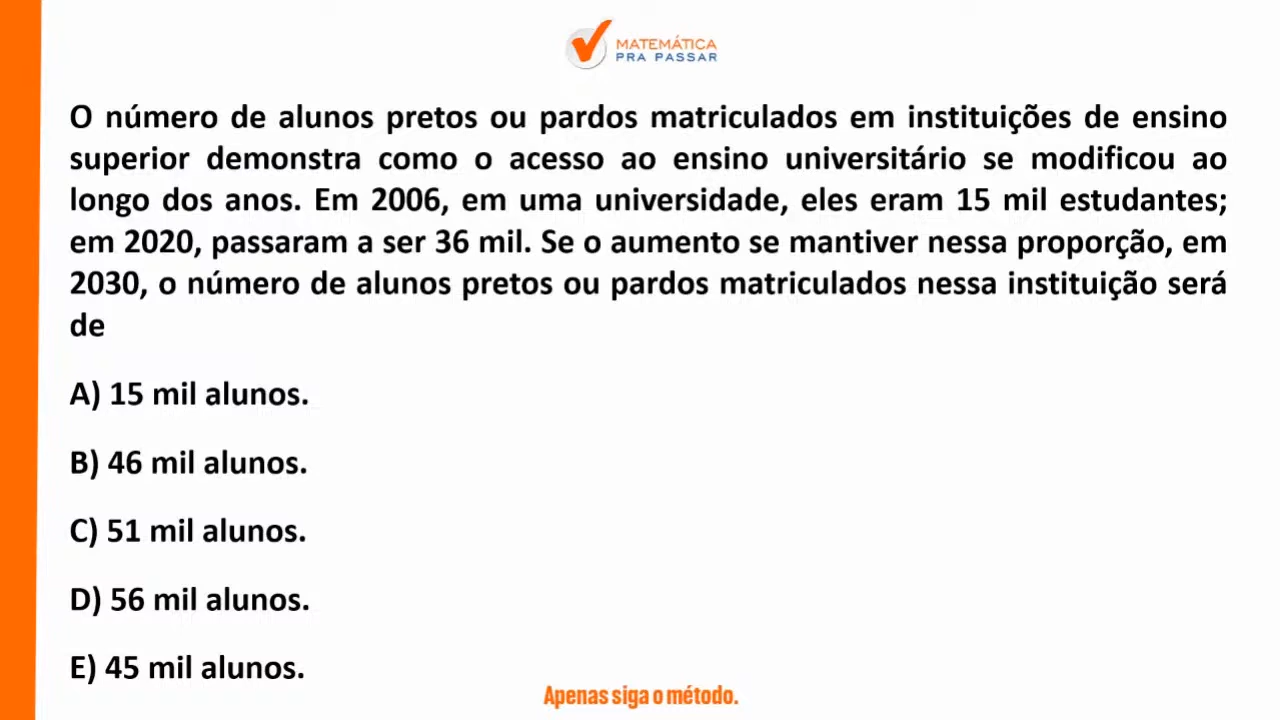 MATEMÁTICA
PRA PASSAR
O número de alunos pretos ou pardos matriculados em instituições de ensino
superior demonstra como o acesso ao ensino universitário se modificou ao
longo dos anos. Em 2006, em uma universidade, eles eram 15 mil estudantes;
em 2020, passaram a ser 36 mil. Se o aumento se mantiver nessa proporção, em
2030, o número de alunos pretos ou pardos matriculados nessa instituição será
de
A) 15 mil alunos.
B) 46 mil alunos.
C) 51 mil alunos.
D) 56 mil alunos.
E) 45 mil alunos.
Apenas siga o método.